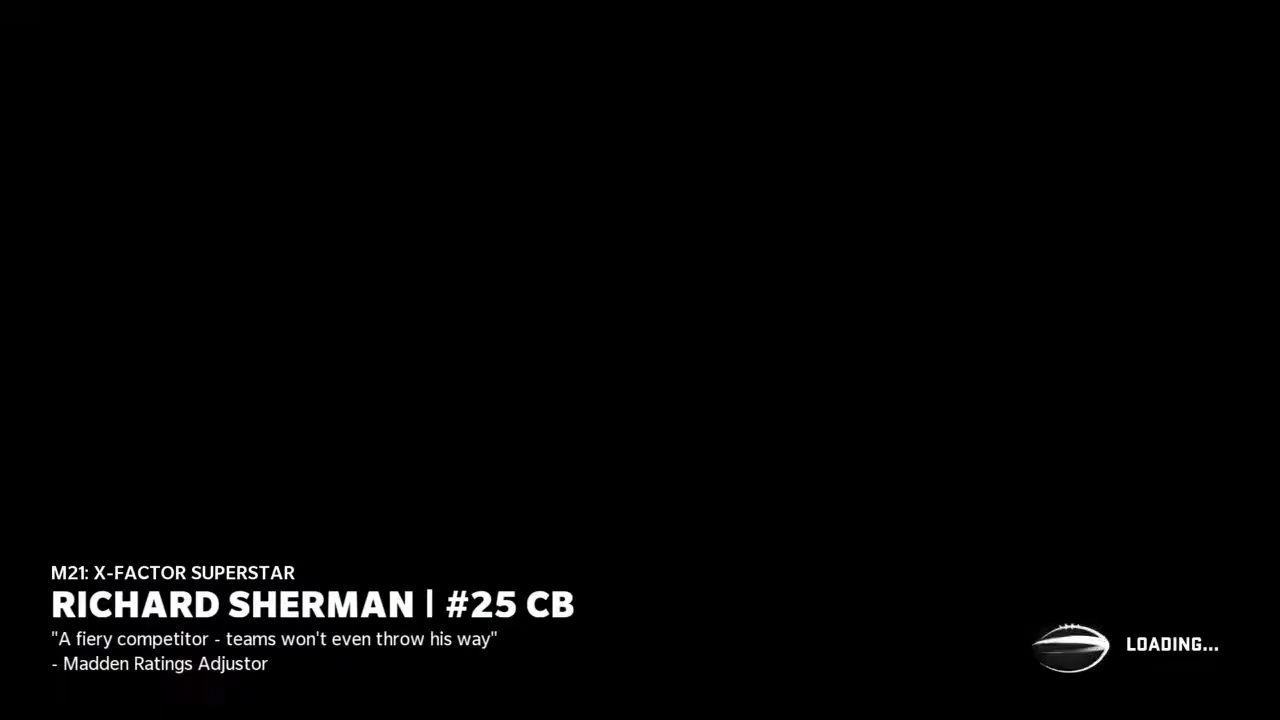 M21: X-FACTOR SUPERSTAR
RICHARD SHERMAN | #25 CB
"A fiery competitor - teams won't even throw his way"
- Madden Ratings Adjustor
LOADING...